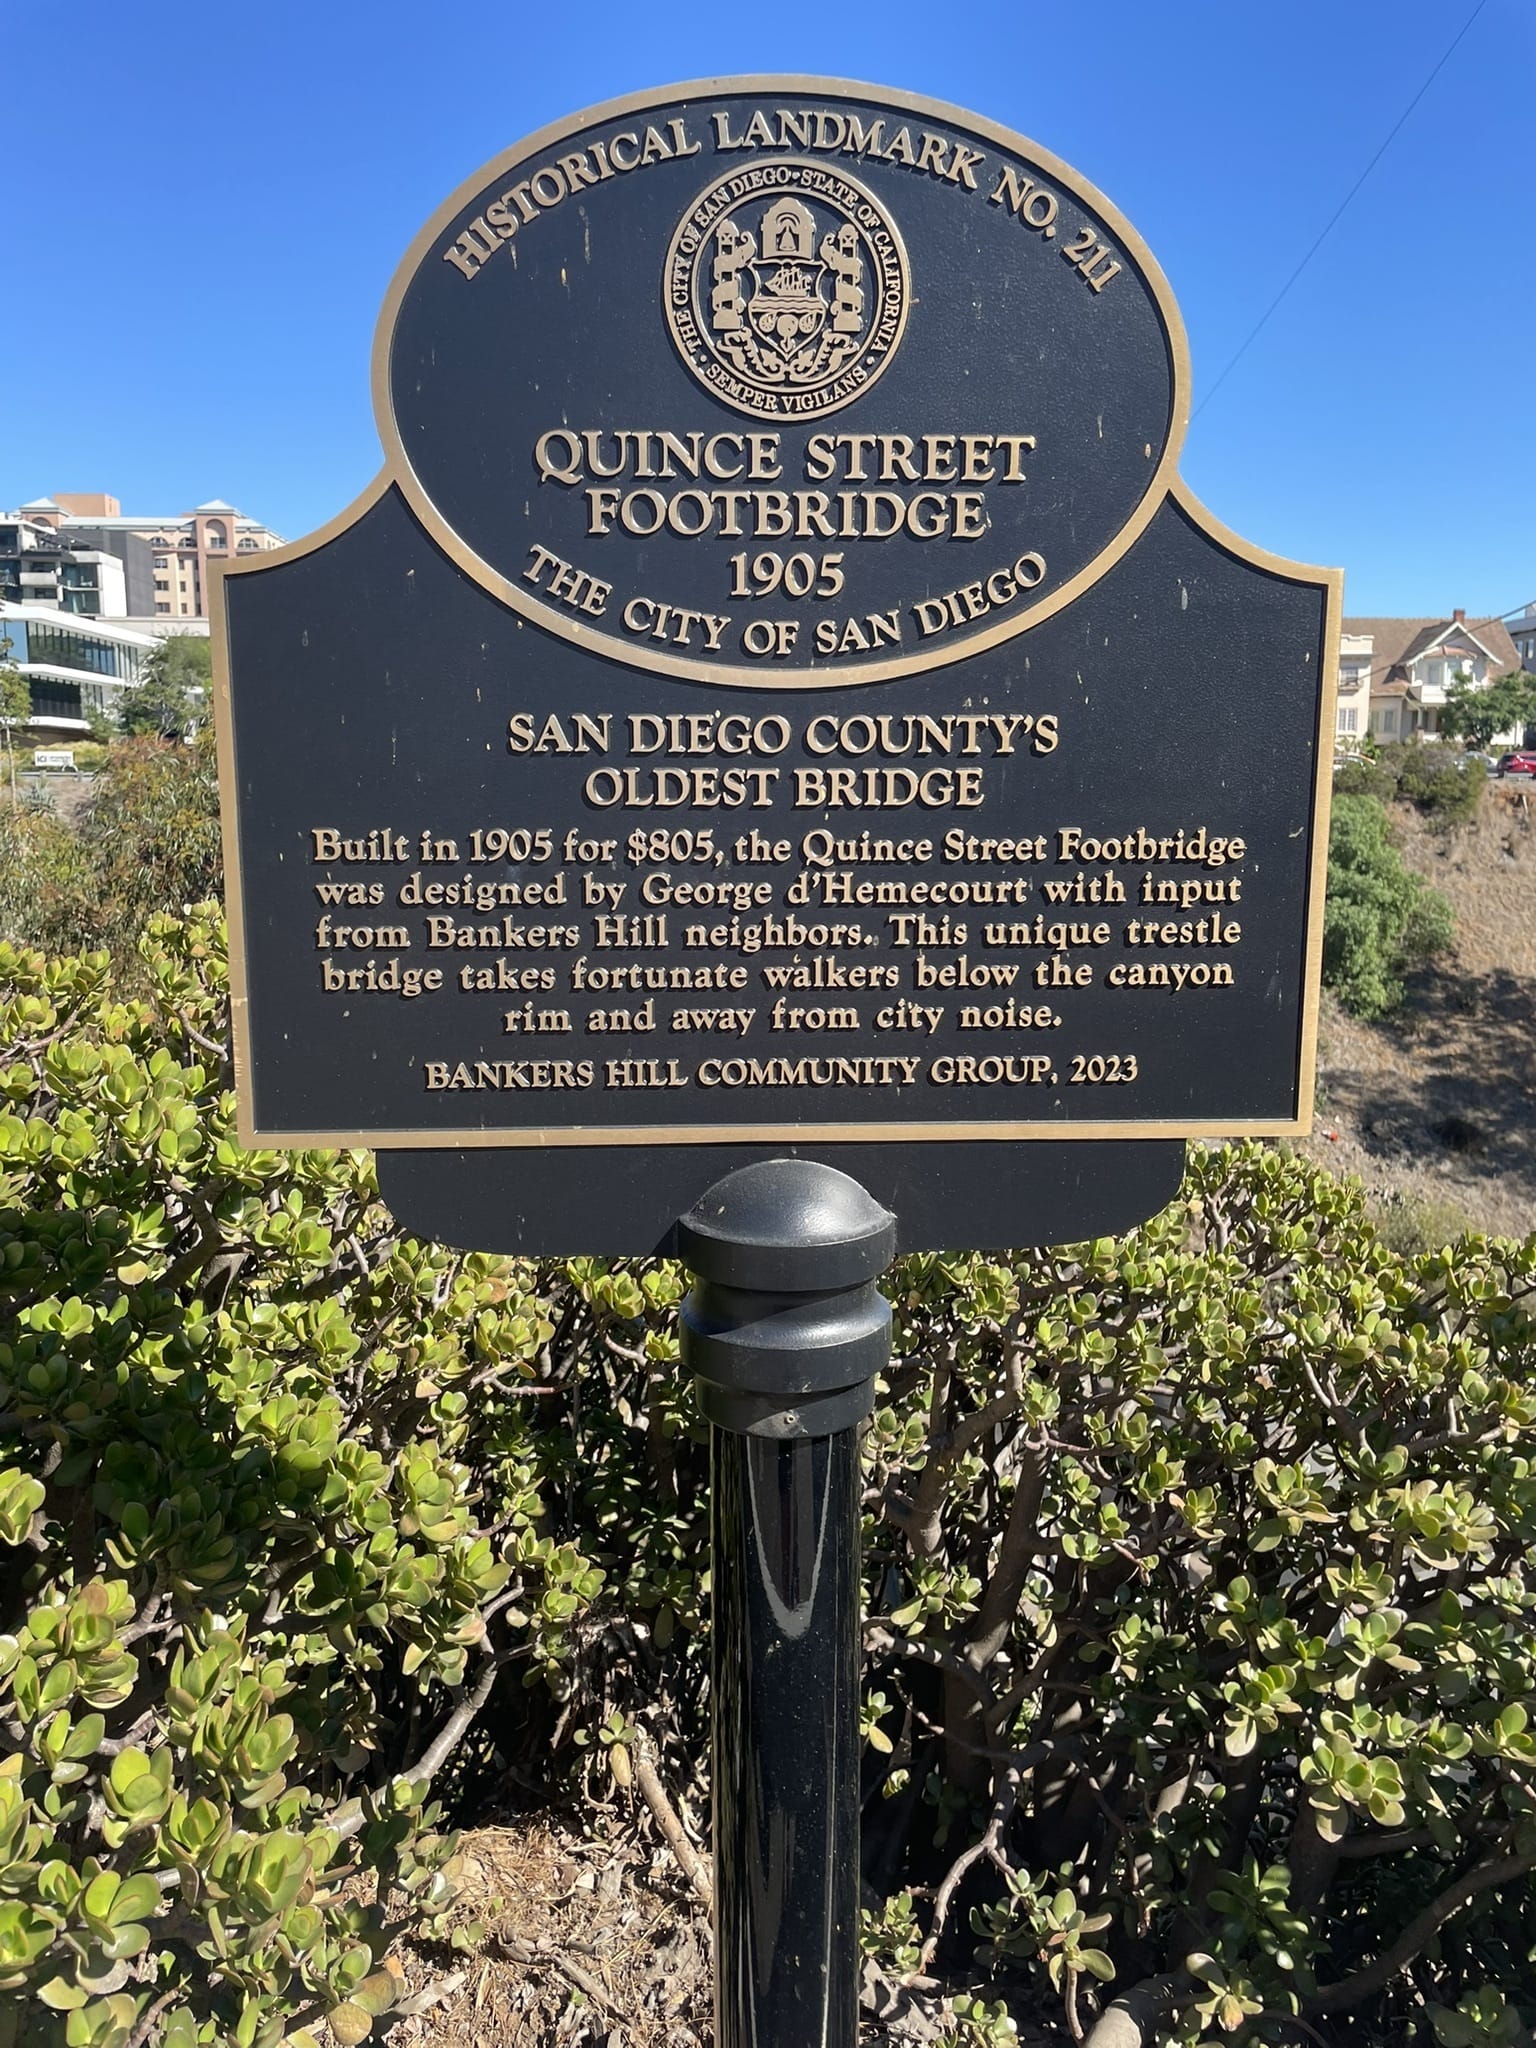 HISTORICAL LANDMARK NO. 211
THE CITY OF SAN DIEGO • STATE OF CALIFORNIA
• SEMPER VIGILANS •
QUINCE STREET
FOOTBRIDGE
1905
THE CITY OF SAN DIEGO
SAN DIEGO COUNTY'S
OLDEST BRIDGE
Built in 1905 for $805, the Quince Street Footbridge
was designed by George d'Hemecourt with input
from Bankers Hill neighbors. This unique trestle
bridge takes fortunate walkers below the canyon
rim and away from city noise.
BANKERS HILL COMMUNITY GROUP, 2023